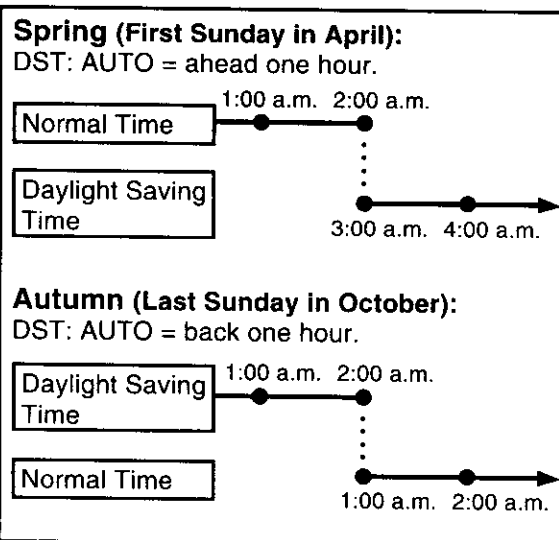 Spring (First Sunday in April):
DST: AUTO = ahead one hour.
1:00 a.m. 2:00 a.m.
Normal Time
Daylight Saving
Time
3:00 a.m. 4:00 a.m.
Autumn (Last Sunday in October):
DST: AUTO = back one hour.
1:00 a.m. 2:00 a.m.
Daylight Saving
Time
Normal Time
1:00 a.m. 2:00 a.m.